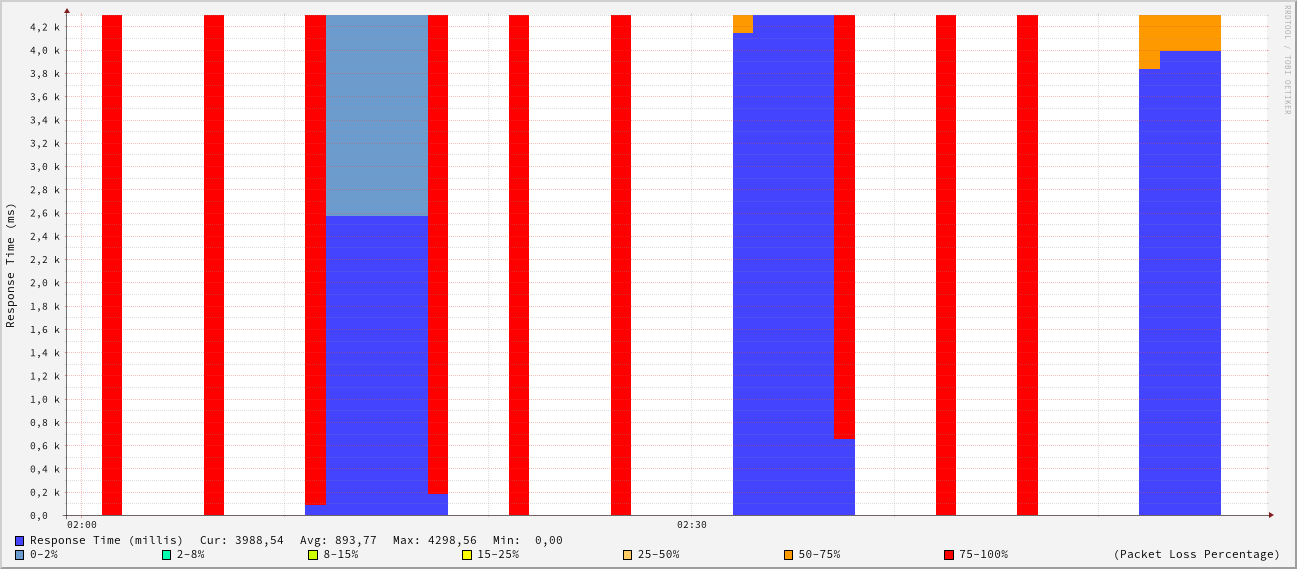 RRDTOOL / TOBI OETIKER
Response Time (ms)
4,2 k
4,0 k
3,8 k
3,6 k
3,4 k
3,2 k
3,0 k
2,8 k
2,6 k
2,4 k
2,2 k
2,0 k
1,8 k
1,6 k
1,4 k
1,2 k
1,0 k
0,8 k
0,6 k
0,4 k
0,2 k
0,0
02:00 02:30
Response Time (millis) Cur: 3988,54 Avg: 893,77 Max: 4298,56 Min: 0,00
0-2% 2-8% 8-15% 15-25% 25-50% 50-75% 75-100% (Packet Loss Percentage)